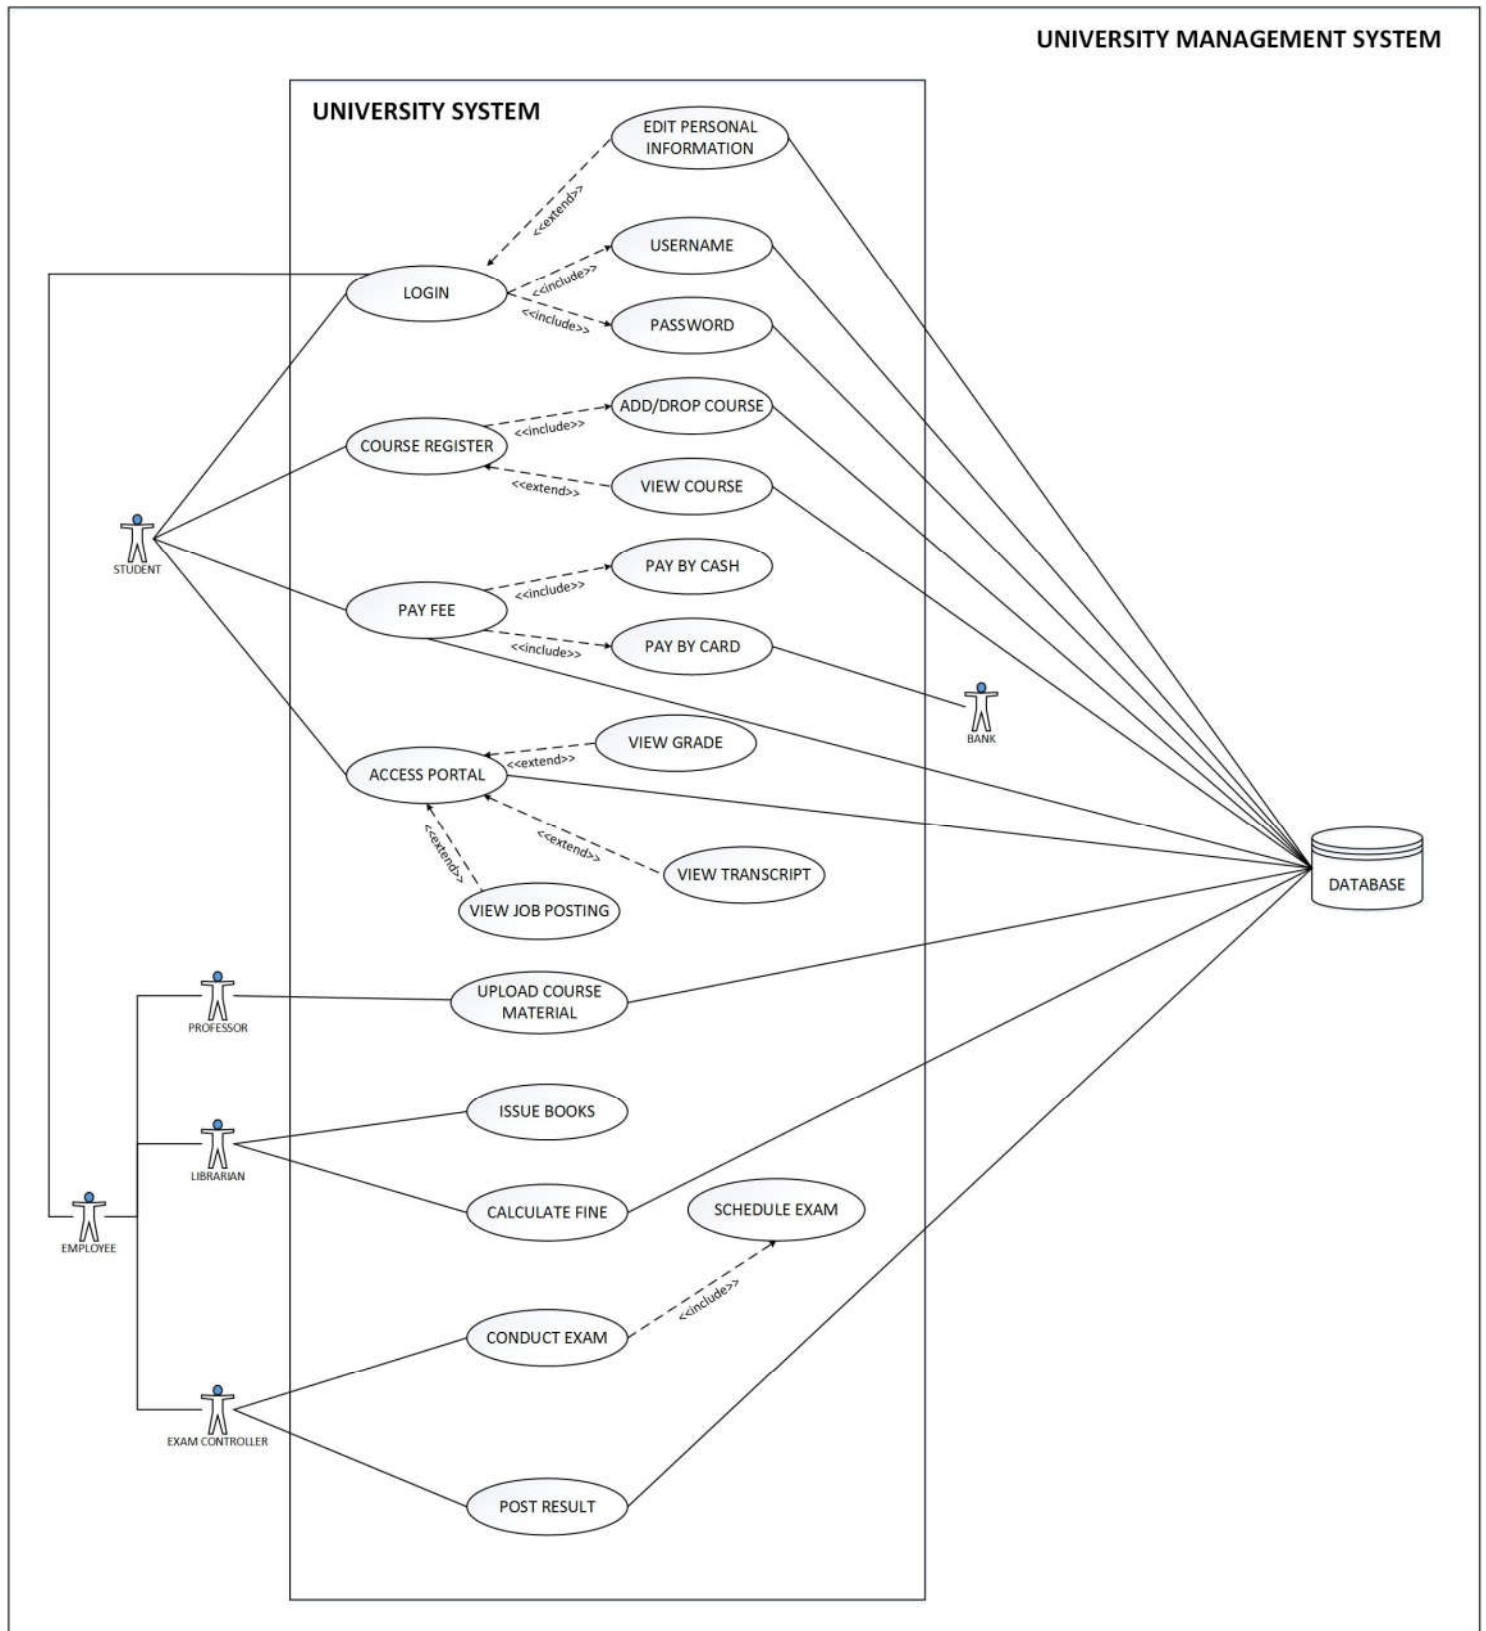 UNIVERSITY MANAGEMENT SYSTEM
UNIVERSITY SYSTEM
EDIT PERSONAL
INFORMATION
<<extend>>
USERNAME
<<include>>
LOGIN
<<include>>
PASSWORD
ADD/DROP COURSE
<<include>>
COURSE REGISTER
<<extend>>
VIEW COURSE
STUDENT
PAY BY CASH
<<include>>
PAY FEE
<<include>>
PAY BY CARD
BANK
VIEW GRADE
<<extend>>
ACCESS PORTAL
<<extend>>
<<extend>>
VIEW TRANSCRIPT
DATABASE
VIEW JOB POSTING
UPLOAD COURSE
MATERIAL
PROFESSOR
ISSUE BOOKS
LIBRARIAN
CALCULATE FINE
SCHEDULE EXAM
EMPLOYEE
<<include>>
CONDUCT EXAM
EXAM CONTROLLER
POST RESULT